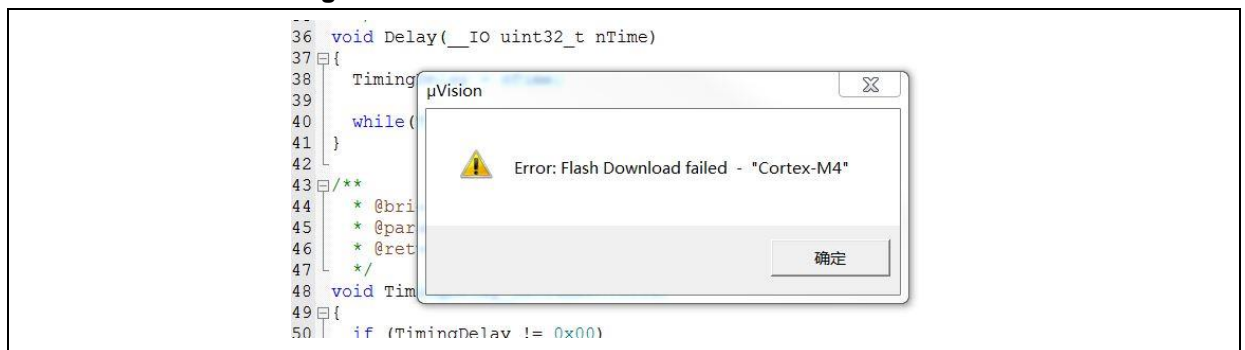 36 void Delay(__IO uint32_t nTime)
37 {
38 Timing
39
40 while(
41 }
42
43 /**
44 * @bri
45 * @par
46 * @ret
47 */
48 void Tim
49 {
50 if (TimingDelay != 0x00)
µVision
Error: Flash Download failed - "Cortex-M4"
确定